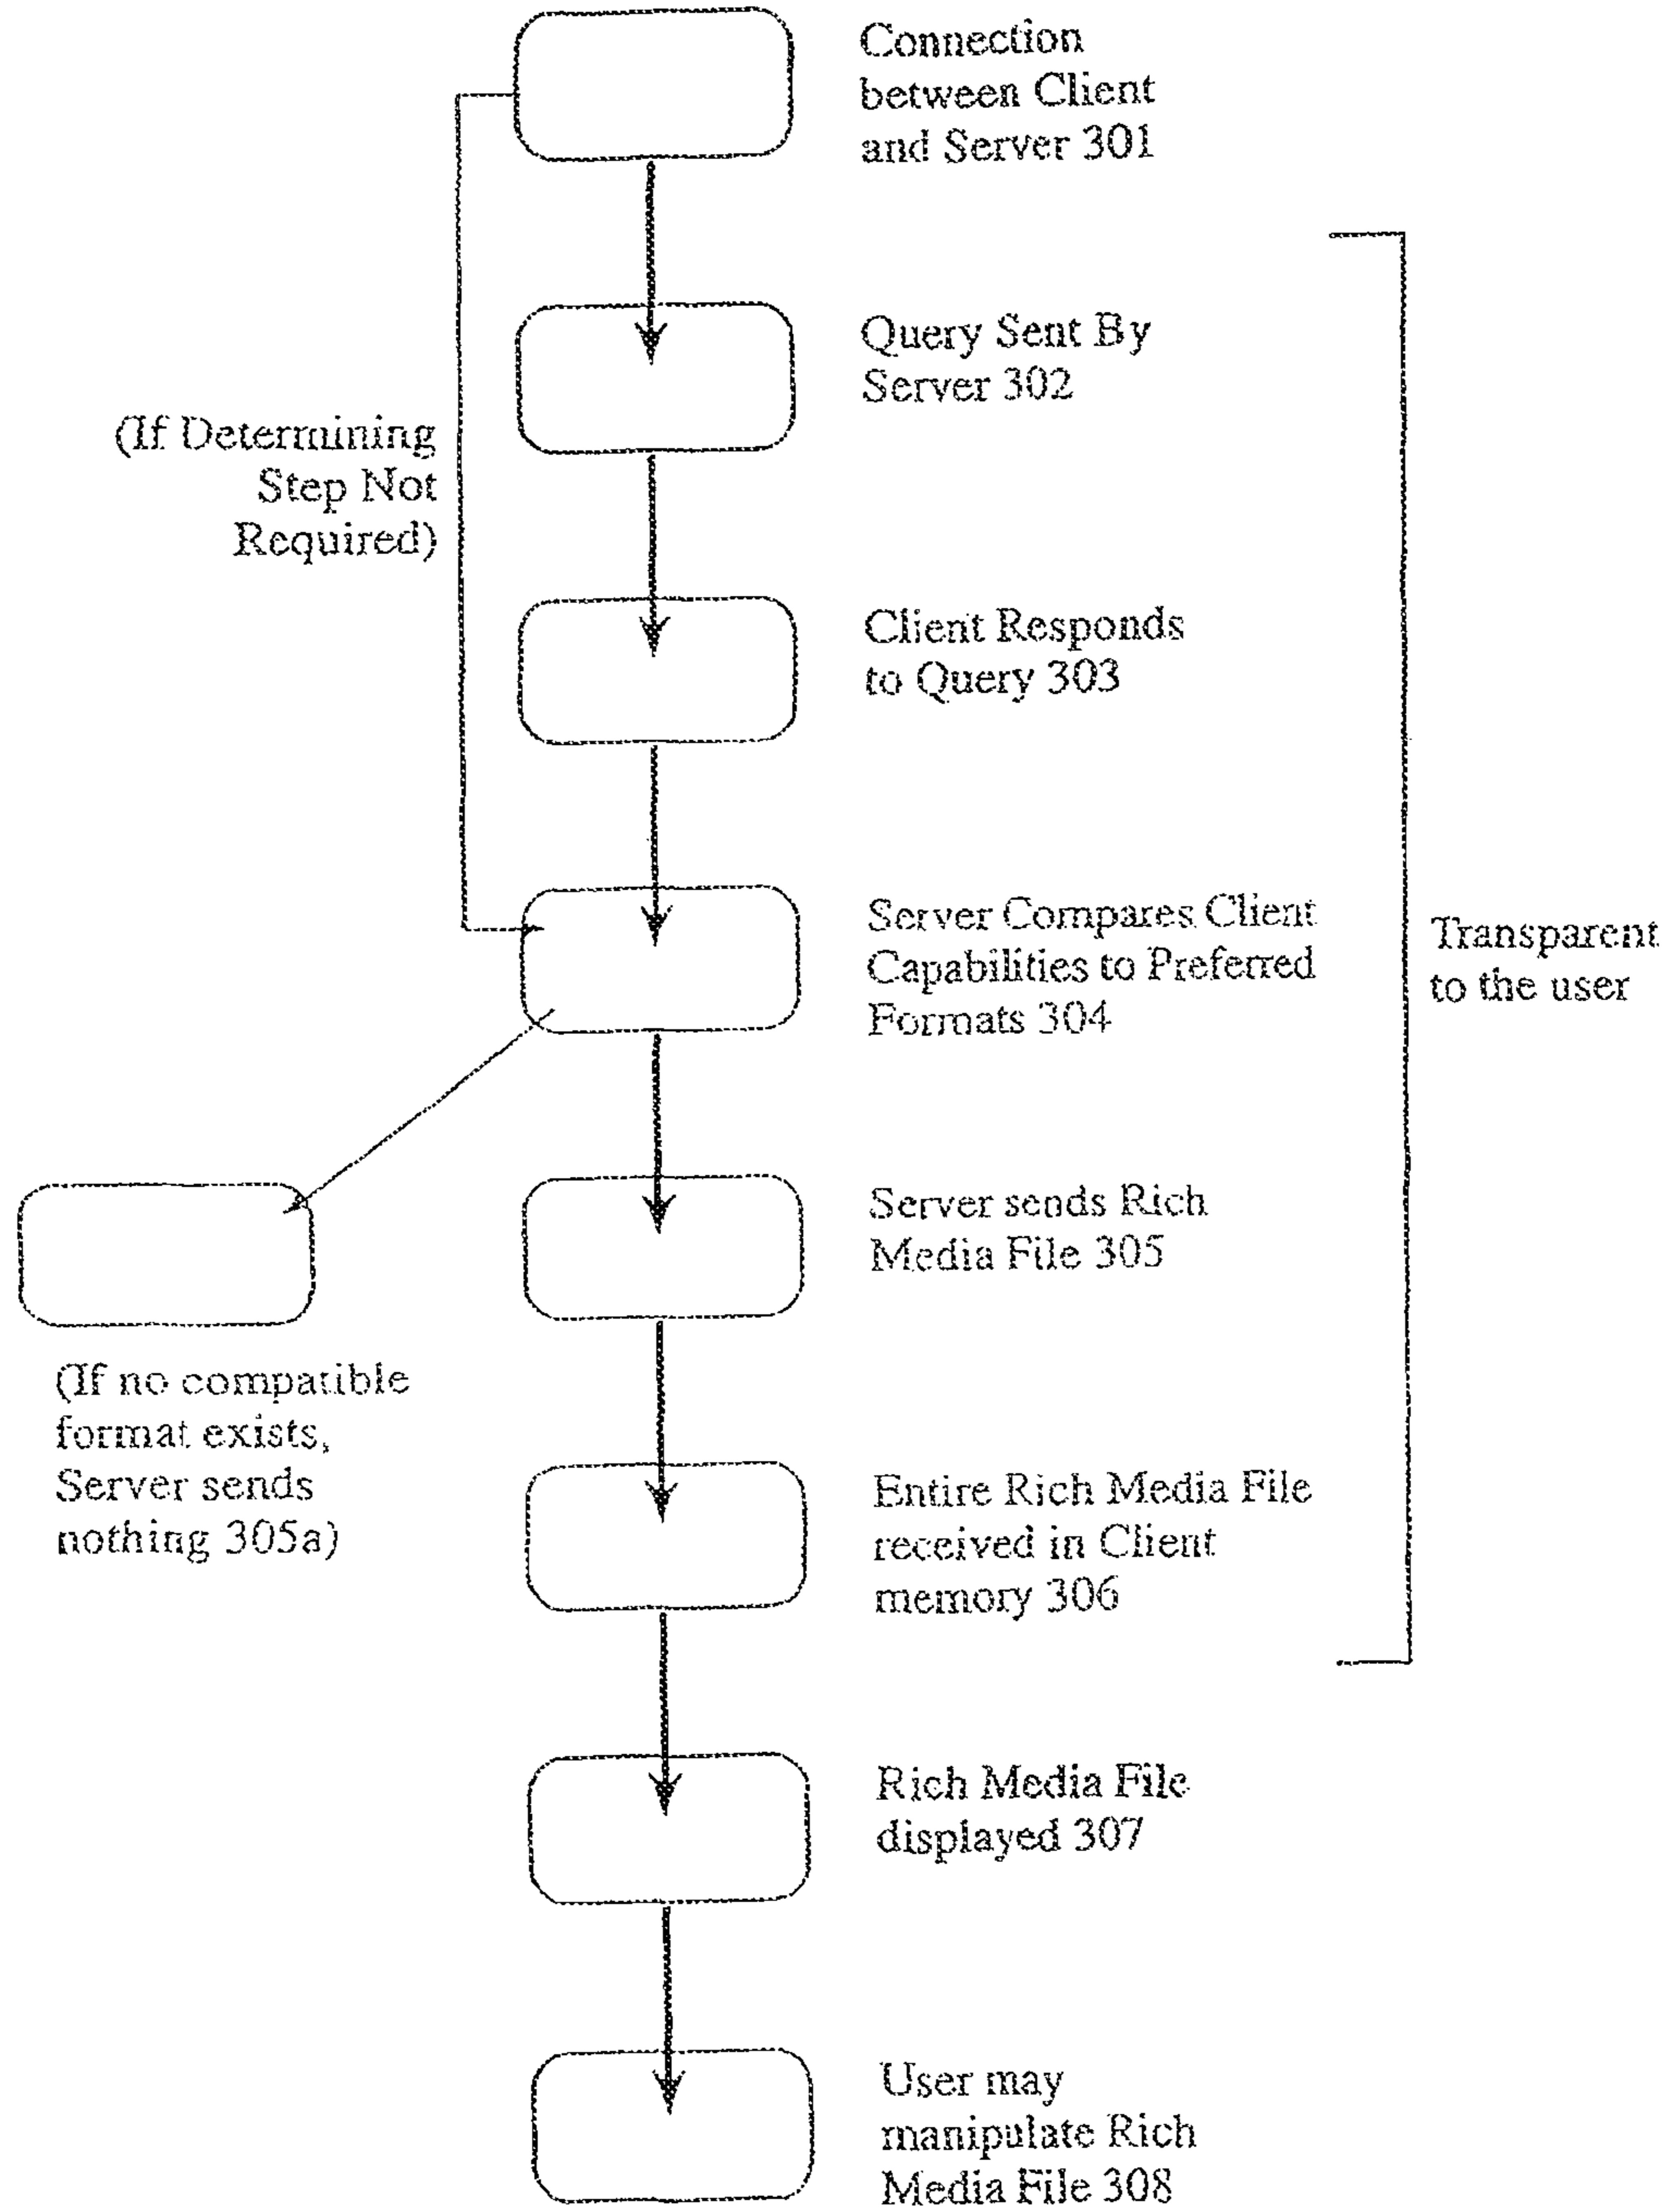 Connection
between Client
and Server 301
Query Sent By
Server 302
(If Determining
Step Not
Required)
Client Responds
to Query 303
Server Compares Client
Capabilities to Preferred
Formats 304
Transparent
to the user
Server sends Rich
Media File 305
(If no compatible
format exists,
Server sends
nothing 305a)
Entire Rich Media File
received in Client
memory 306
Rich Media File
displayed 307
User may
manipulate Rich
Media File 308